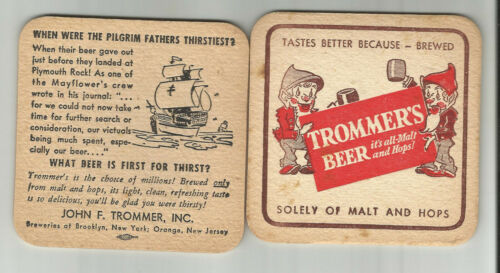 WHEN WERE THE PILGRIM FATHERS THIRSTIEST?
When their beer gave out
just before they landed at
Plymouth Rock! As one of
the Mayflower's crew
wrote in his journal: "...
for we could not now take
time for further search or
consideration, our victuals
being much spent, espe-
cially our beer...."
WHAT BEER IS FIRST FOR THIRST?
Trommer's is the choice of millions! Brewed only
from malt and hops, its light, clean, refreshing taste
is so delicious, you'll be glad you were thirsty!
JOHN F. TROMMER, INC.
Breweries at Brooklyn, New York; Orange, New Jersey
TASTES BETTER BECAUSE – BREWED
TROMMER'S
BEER it's all-Malt
and Hops!
SOLELY OF MALT AND HOPS